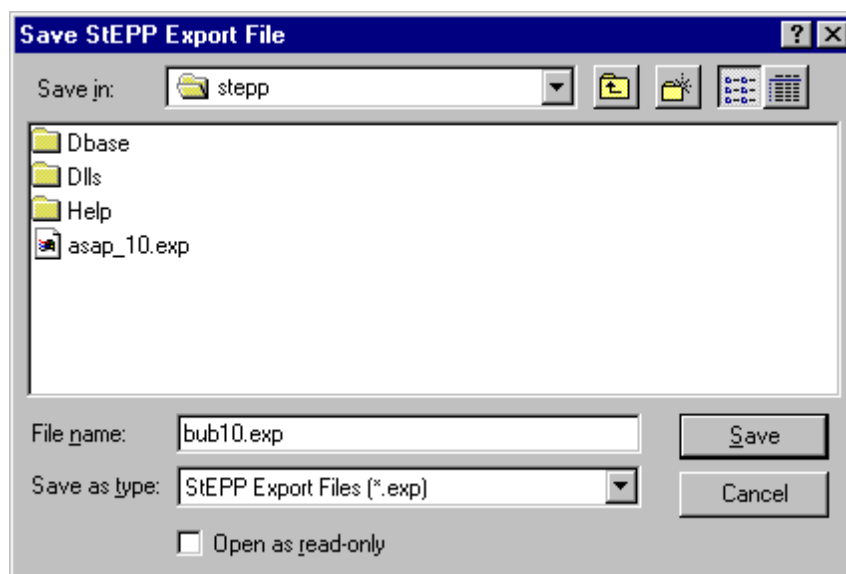 Save StEPP Export File
Save in: stepp
Dbase
Dlls
Help
asap_10.exp
File name: bub10.exp Save
Save as type: StEPP Export Files (*.exp) Cancel
Open as read-only